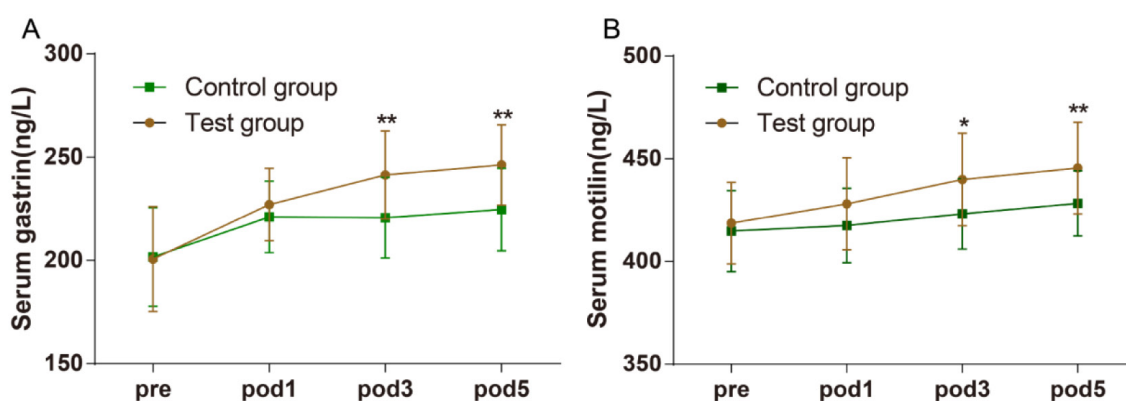 A
Serum gastrin(ng/L)
300
250
200
150
Control group
Test group
**
**
pre
pod1
pod3
pod5
B
Serum motilin(ng/L)
500
450
400
350
Control group
Test group
*
**
pre
pod1
pod3
pod5